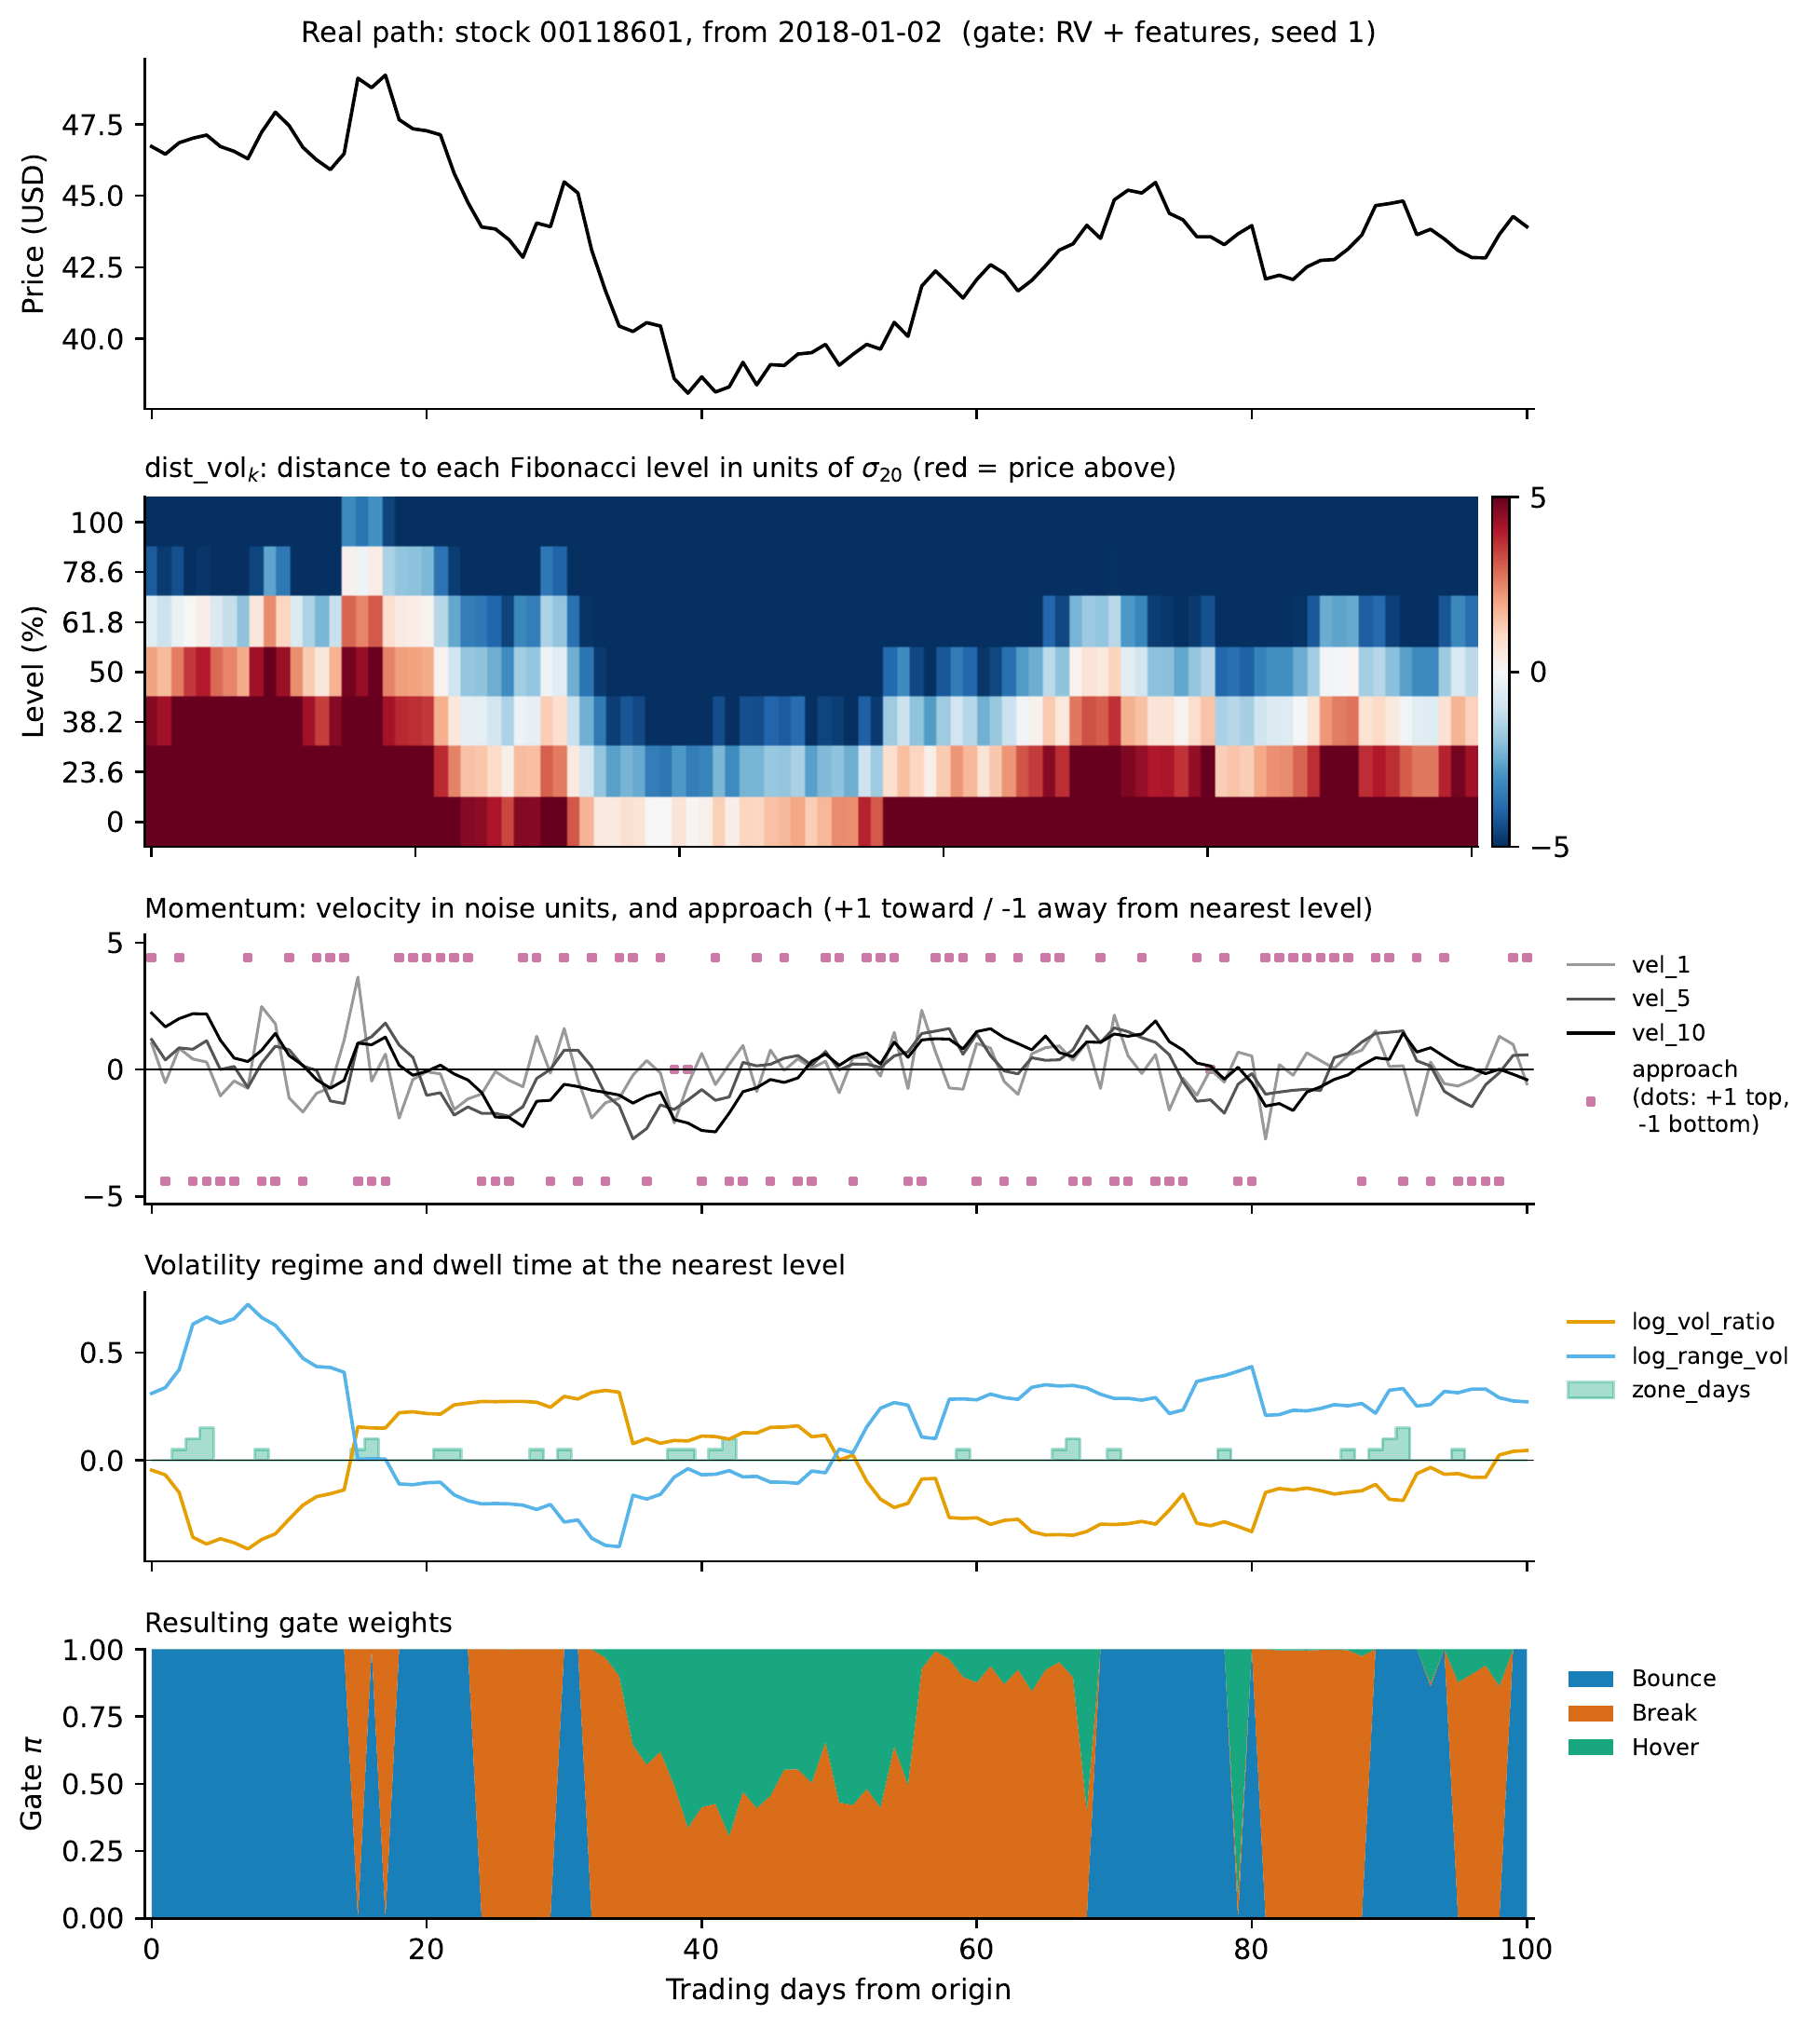 Real path: stock 00118601, from 2018-01-02  (gate: RV + features, seed 1)
Price (USD)
47.5
45.0
42.5
40.0
dist_volₖ: distance to each Fibonacci level in units of σ₂₀ (red = price above)
Level (%)
100
78.6
61.8
50
38.2
23.6
0
5
0
−5
Momentum: velocity in noise units, and approach (+1 toward / -1 away from nearest level)
5
0
−5
vel_1
vel_5
vel_10
approach
(dots: +1 top,
-1 bottom)
Volatility regime and dwell time at the nearest level
0.5
0.0
log_vol_ratio
log_range_vol
zone_days
Resulting gate weights
Gate π
1.00
0.75
0.50
0.25
0.00
Bounce
Break
Hover
0 20 40 60 80 100
Trading days from origin